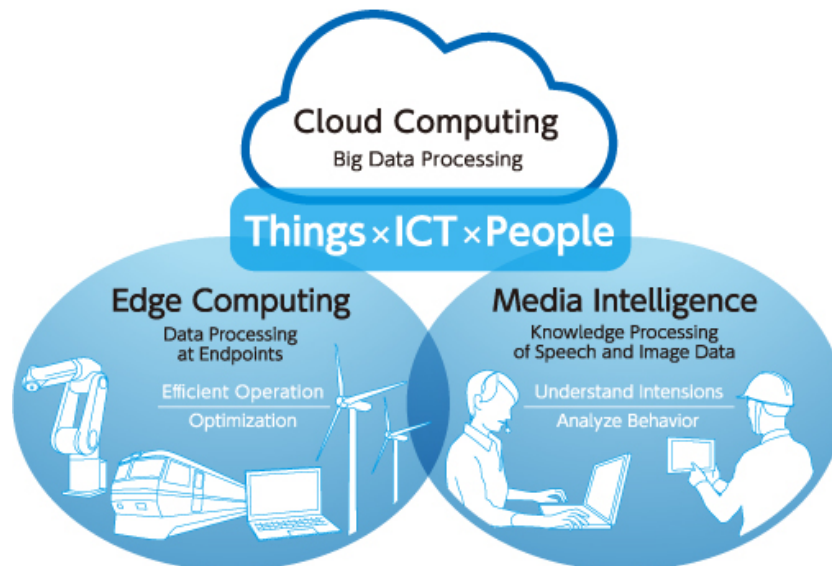 Cloud Computing
Big Data Processing
Things×ICT×People
Edge Computing
Data Processing
at Endpoints
Efficient Operation
Optimization
Media Intelligence
Knowledge Processing
of Speech and Image Data
Understand Intensions
Analyze Behavior